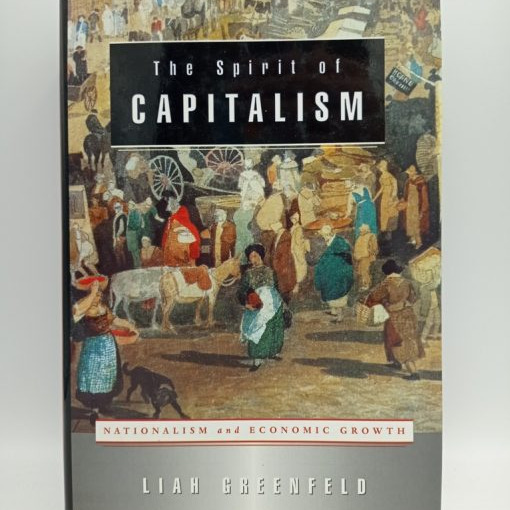 The Spirit of
CAPITALISM
NATIONALISM and ECONOMIC GROWTH
LIAH GREENFELD